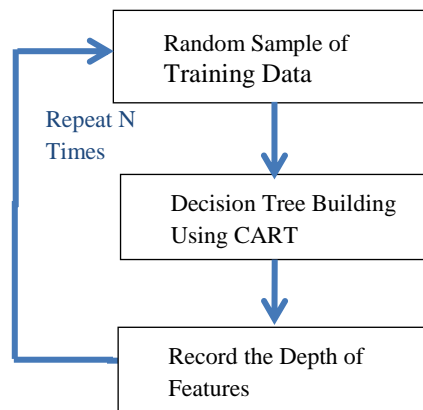 Random Sample of
Training Data
Repeat N
Times
Decision Tree Building
Using CART
Record the Depth of
Features